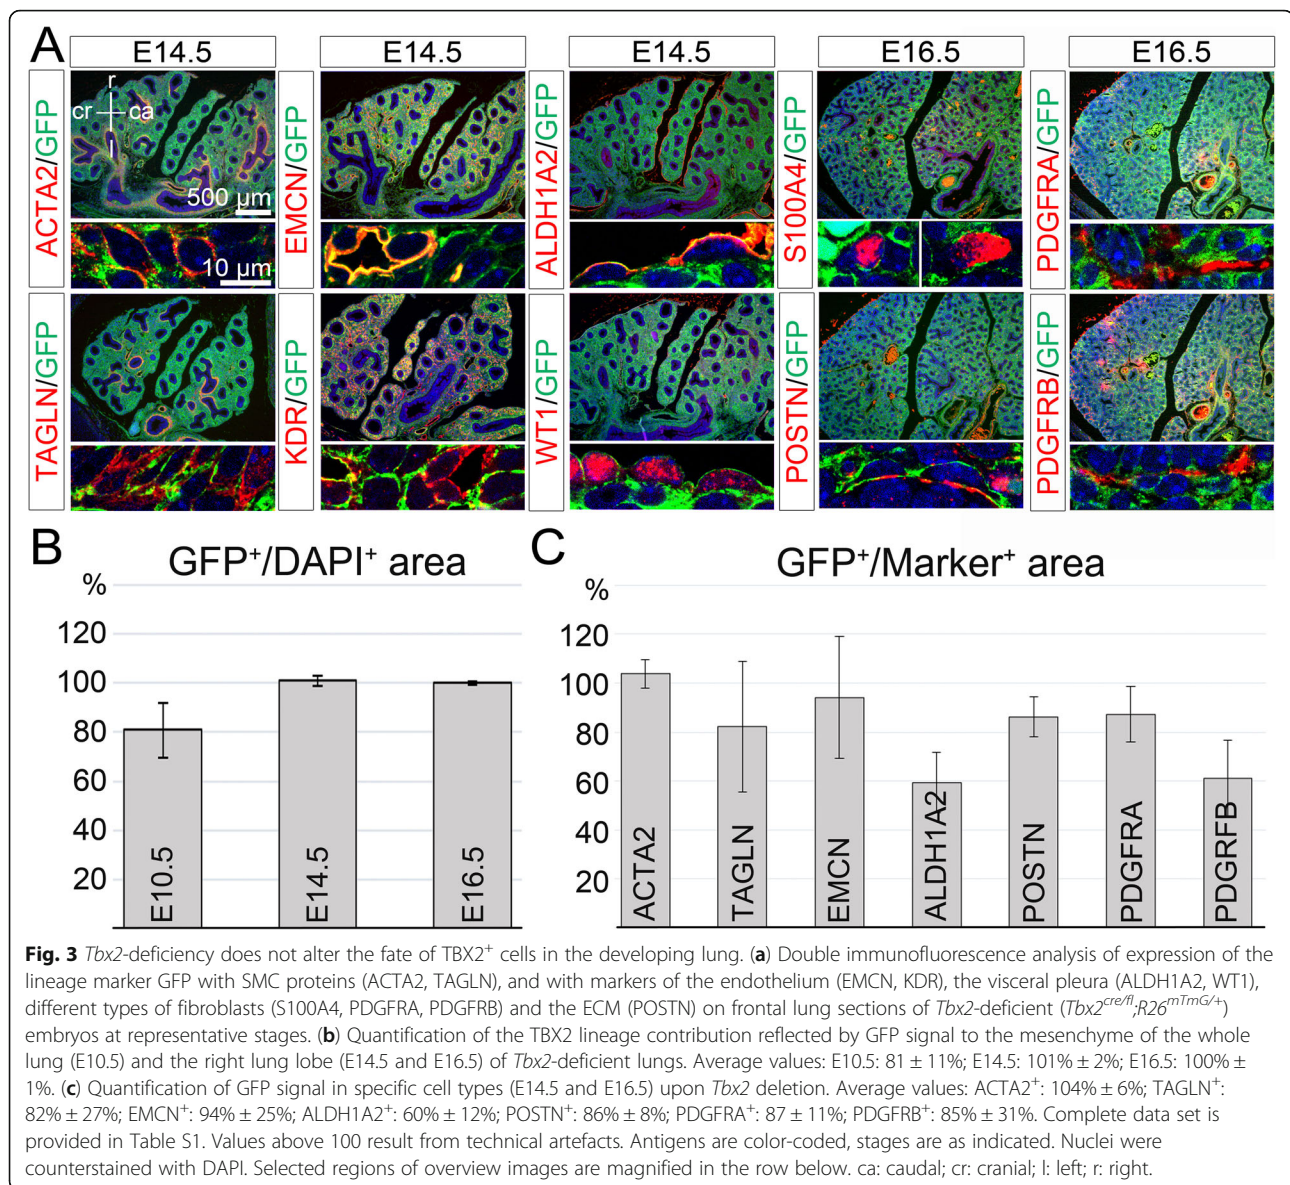 A
E14.5
E14.5
E14.5
E16.5
E16.5
ACTA2/GFP
r
cr
ca
l
500 µm
10 µm
EMCN/GFP
ALDH1A2/GFP
S100A4/GFP
PDGFRA/GFP
TAGLN/GFP
KDR/GFP
WT1/GFP
POSTN/GFP
PDGFRB/GFP
B
GFP⁺/DAPI⁺ area
%
120
100
80
60
40
20
E10.5
E14.5
E16.5
C
GFP⁺/Marker⁺ area
%
120
100
80
60
40
20
ACTA2
TAGLN
EMCN
ALDH1A2
POSTN
PDGFRA
PDGRFB
Fig. 3 Tbx2-deficiency does not alter the fate of TBX2⁺ cells in the developing lung. (a) Double immunofluorescence analysis of expression of the
lineage marker GFP with SMC proteins (ACTA2, TAGLN), and with markers of the endothelium (EMCN, KDR), the visceral pleura (ALDH1A2, WT1),
different types of fibroblasts (S100A4, PDGFRA, PDGFRB) and the ECM (POSTN) on frontal lung sections of Tbx2-deficient (Tbx2cre/fl;R26mTmG/+)
embryos at representative stages. (b) Quantification of the TBX2 lineage contribution reflected by GFP signal to the mesenchyme of the whole
lung (E10.5) and the right lung lobe (E14.5 and E16.5) of Tbx2-deficient lungs. Average values: E10.5: 81 ± 11%; E14.5: 101% ± 2%; E16.5: 100% ±
1%. (c) Quantification of GFP signal in specific cell types (E14.5 and E16.5) upon Tbx2 deletion. Average values: ACTA2⁺: 104% ± 6%; TAGLN⁺:
82% ± 27%; EMCN⁺: 94% ± 25%; ALDH1A2⁺: 60% ± 12%; POSTN⁺: 86% ± 8%; PDGFRA⁺: 87 ± 11%; PDGFRB⁺: 85% ± 31%. Complete data set is
provided in Table S1. Values above 100 result from technical artefacts. Antigens are color-coded, stages are as indicated. Nuclei were
counterstained with DAPI. Selected regions of overview images are magnified in the row below. ca: caudal; cr: cranial; l: left; r: right.